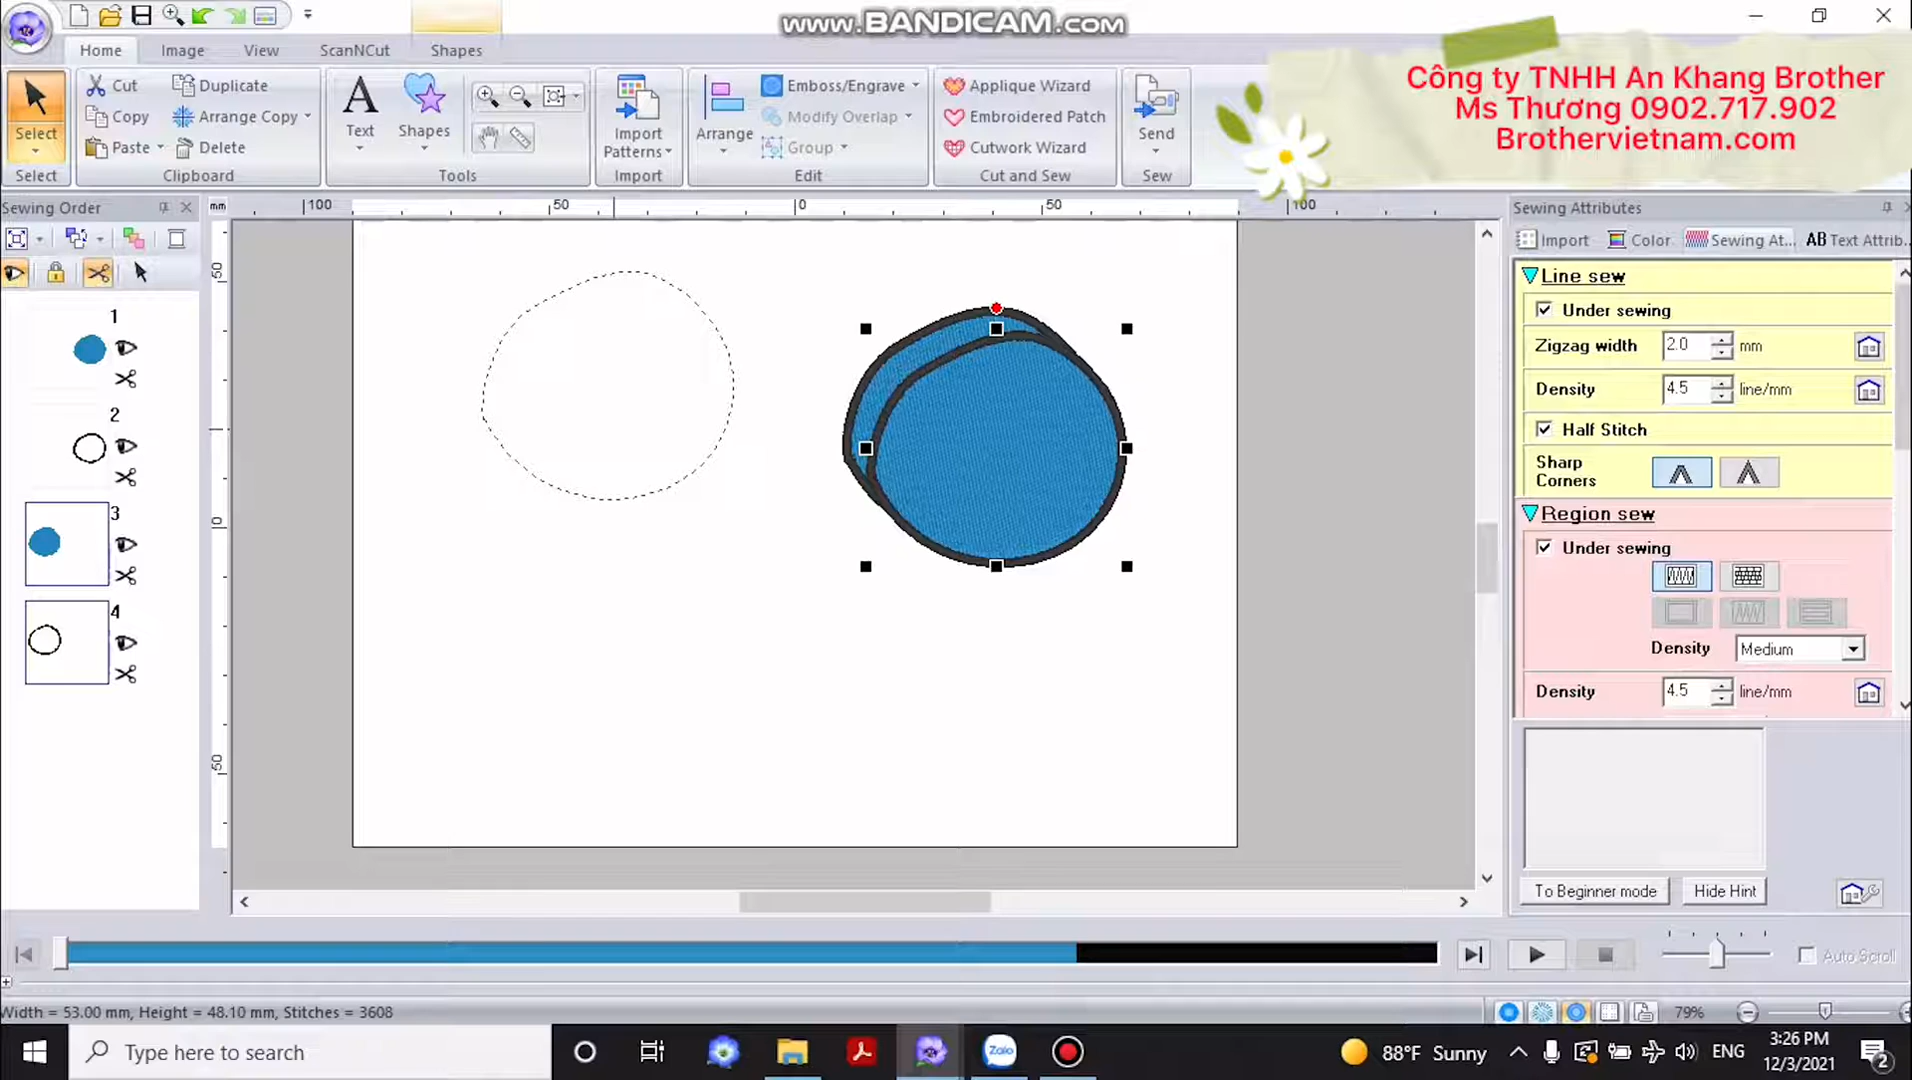 www.BANDICAM.com
Home Image View ScanNCut Shapes
Công ty TNHH An Khang Brother
Ms Thương 0902.717.902
Brothervietnam.com
Select
Select
Cut
Copy
Paste
Duplicate
Arrange Copy
Delete
Clipboard
Text
Shapes
Tools
Import
Patterns
Import
Arrange
Emboss/Engrave
Modify Overlap
Group
Edit
Applique Wizard
Embroidered Patch
Cutwork Wizard
Cut and Sew
Send
Sew
Sewing Order
mm
100 50 0 50 100
50
0
50
1
2
3
4
Sewing Attributes
Import Color Sewing At... AB Text Attrib...
Line sew
Under sewing
Zigzag width 2.0 mm
Density 4.5 line/mm
Half Stitch
Sharp
Corners
Region sew
Under sewing
Density Medium
Density 4.5 line/mm
To Beginner mode Hide Hint
Auto Scroll
Width = 53.00 mm, Height = 48.10 mm, Stitches = 3608
79%
Type here to search
Zalo
88°F Sunny
ENG
3:26 PM
12/3/2021
2